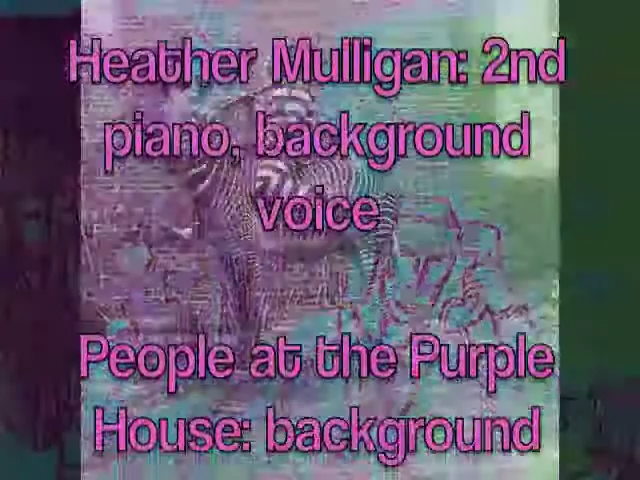 Heather Mulligan: 2nd
piano, background
voice
People at the Purple
House: background